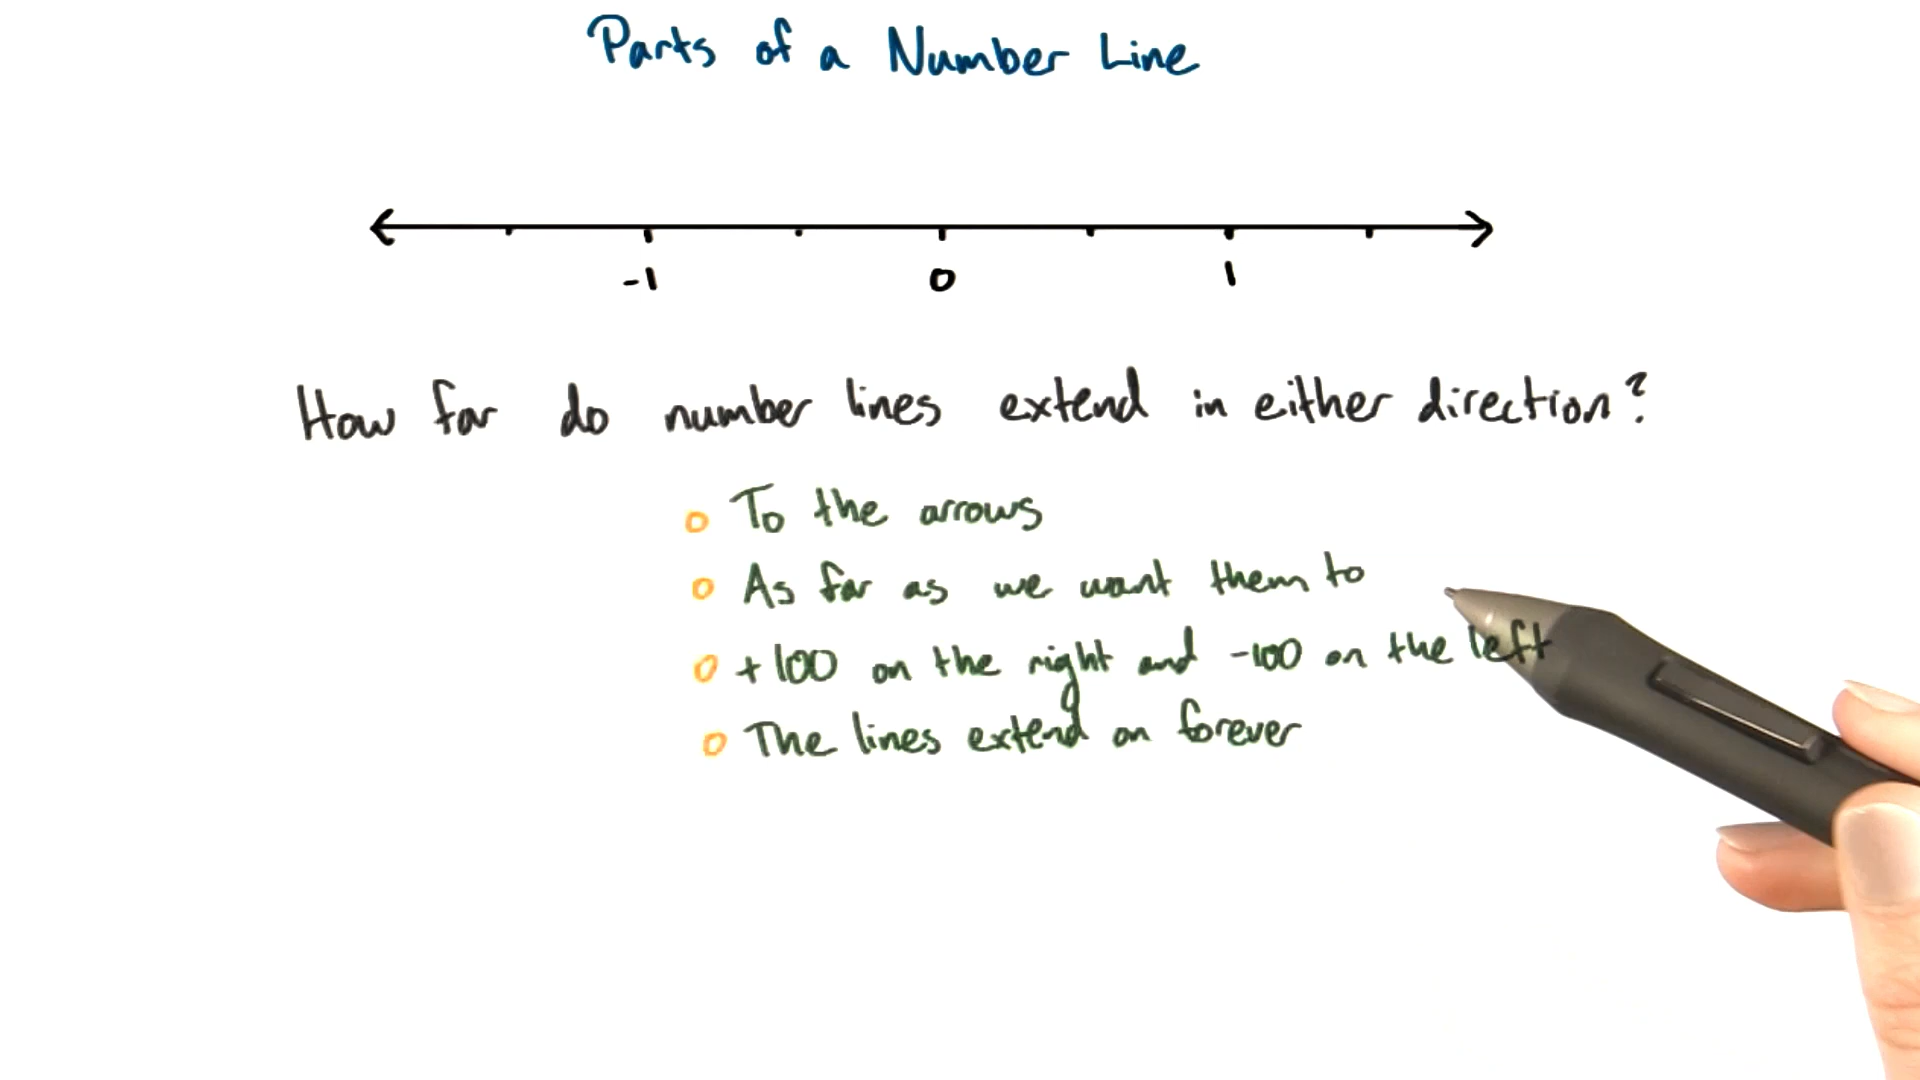 Parts of a Number Line
-1 0 1
How far do number lines extend in either direction?
To the arrows
As far as we want them to
+100 on the right and -100 on the left
The lines extend on forever